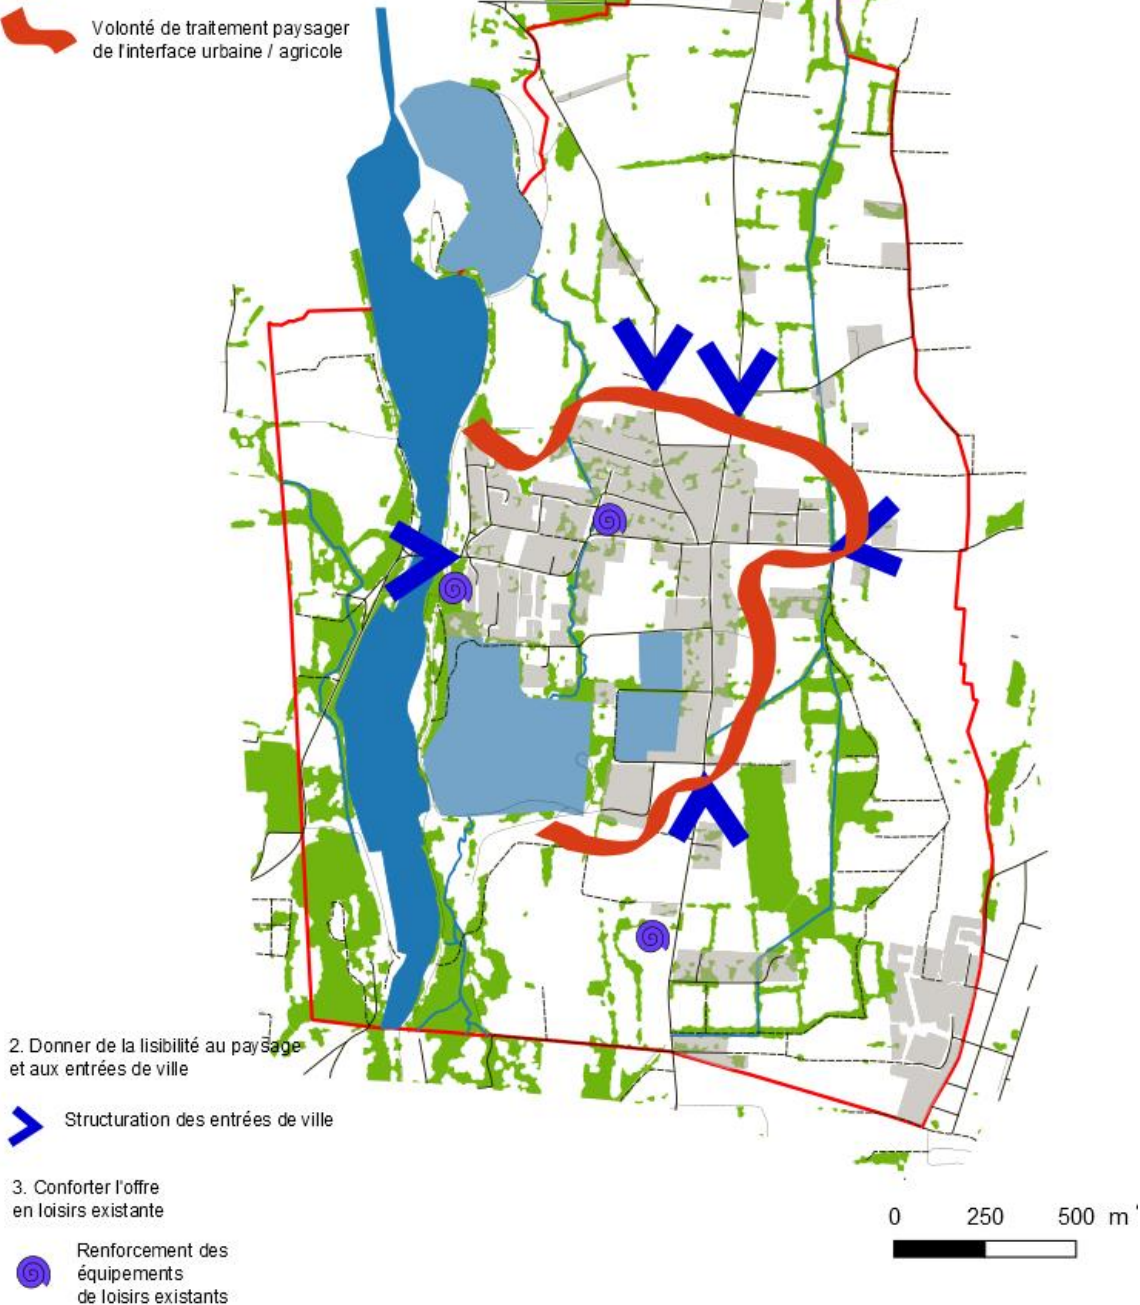 Volonté de traitement paysager
de l'interface urbaine / agricole
2. Donner de la lisibilité au paysage
et aux entrées de ville
Structuration des entrées de ville
3. Conforter l'offre
en loisirs existante
Renforcement des
équipements
de loisirs existants
0 250 500 m